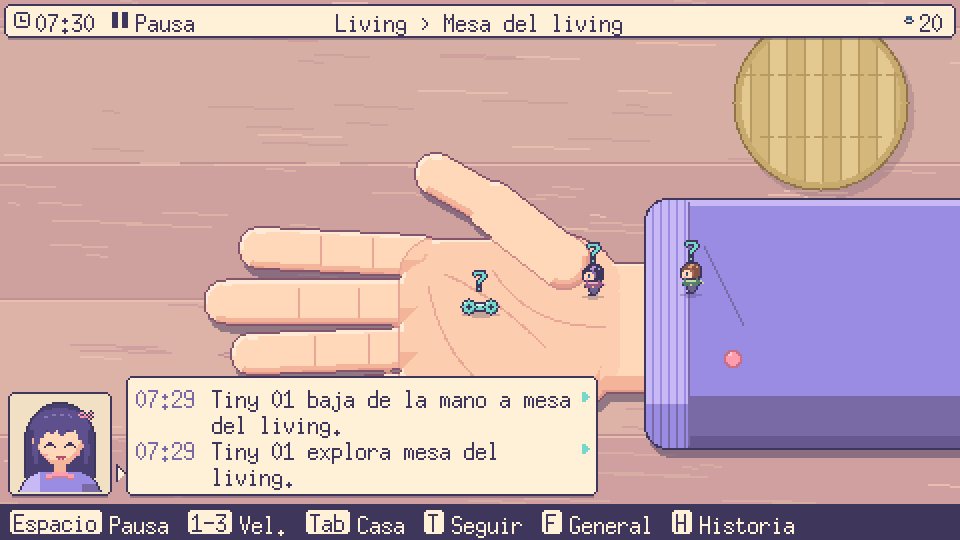 07:30 Pausa Living > Mesa del living 20
?
?
?
07:29 Tiny 01 baja de la mano a mesa
del living.
07:29 Tiny 01 explora mesa del
living.
Espacio Pausa 1-3 Vel. Tab Casa T Seguir F General H Historia